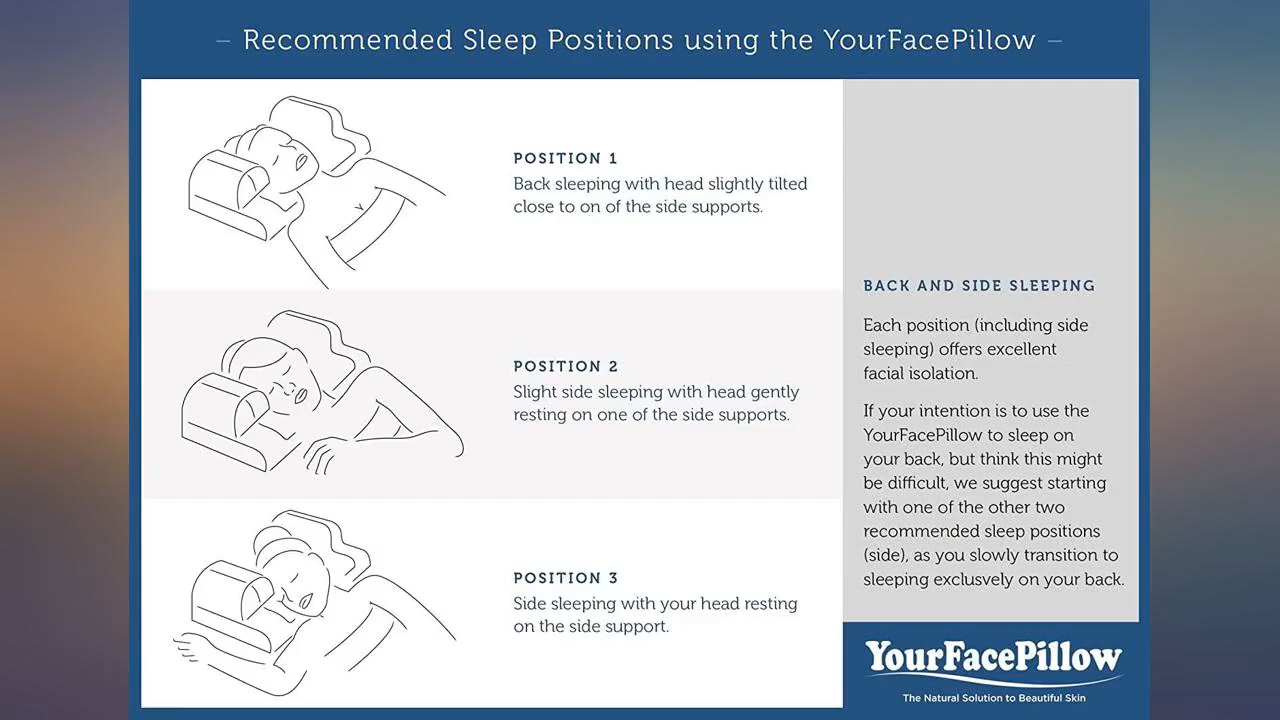 – Recommended Sleep Positions using the YourFacePillow –
POSITION 1
Back sleeping with head slightly tilted
close to on of the side supports.
POSITION 2
Slight side sleeping with head gently
resting on one of the side supports.
POSITION 3
Side sleeping with your head resting
on the side support.
BACK AND SIDE SLEEPING
Each position (including side
sleeping) offers excellent
facial isolation.
If your intention is to use the
YourFacePillow to sleep on
your back, but think this might
be difficult, we suggest starting
with one of the other two
recommended sleep positions
(side), as you slowly transition to
sleeping exclusively on your back.
YourFacePillow
The Natural Solution to Beautiful Skin